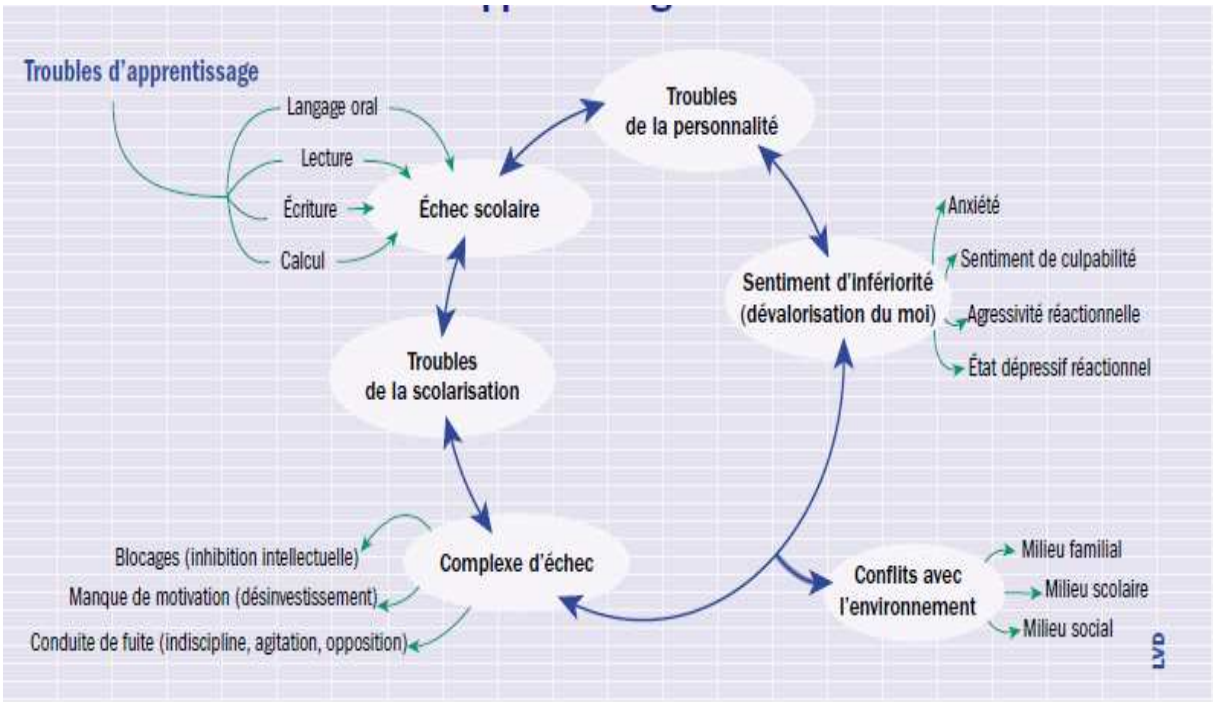 Troubles d'apprentissage
Langage oral
Lecture
Écriture
Calcul
Échec scolaire
Troubles
de la personnalité
Sentiment d'infériorité
(dévalorisation du moi)
Anxiété
Sentiment de culpabilité
Agressivité réactionnelle
État dépressif réactionnel
Troubles
de la scolarisation
Complexe d'échec
Blocages (inhibition intellectuelle)
Manque de motivation (désinvestissement)
Conduite de fuite (indiscipline, agitation, opposition)
Conflits avec
l'environnement
Milieu familial
Milieu scolaire
Milieu social
LVD